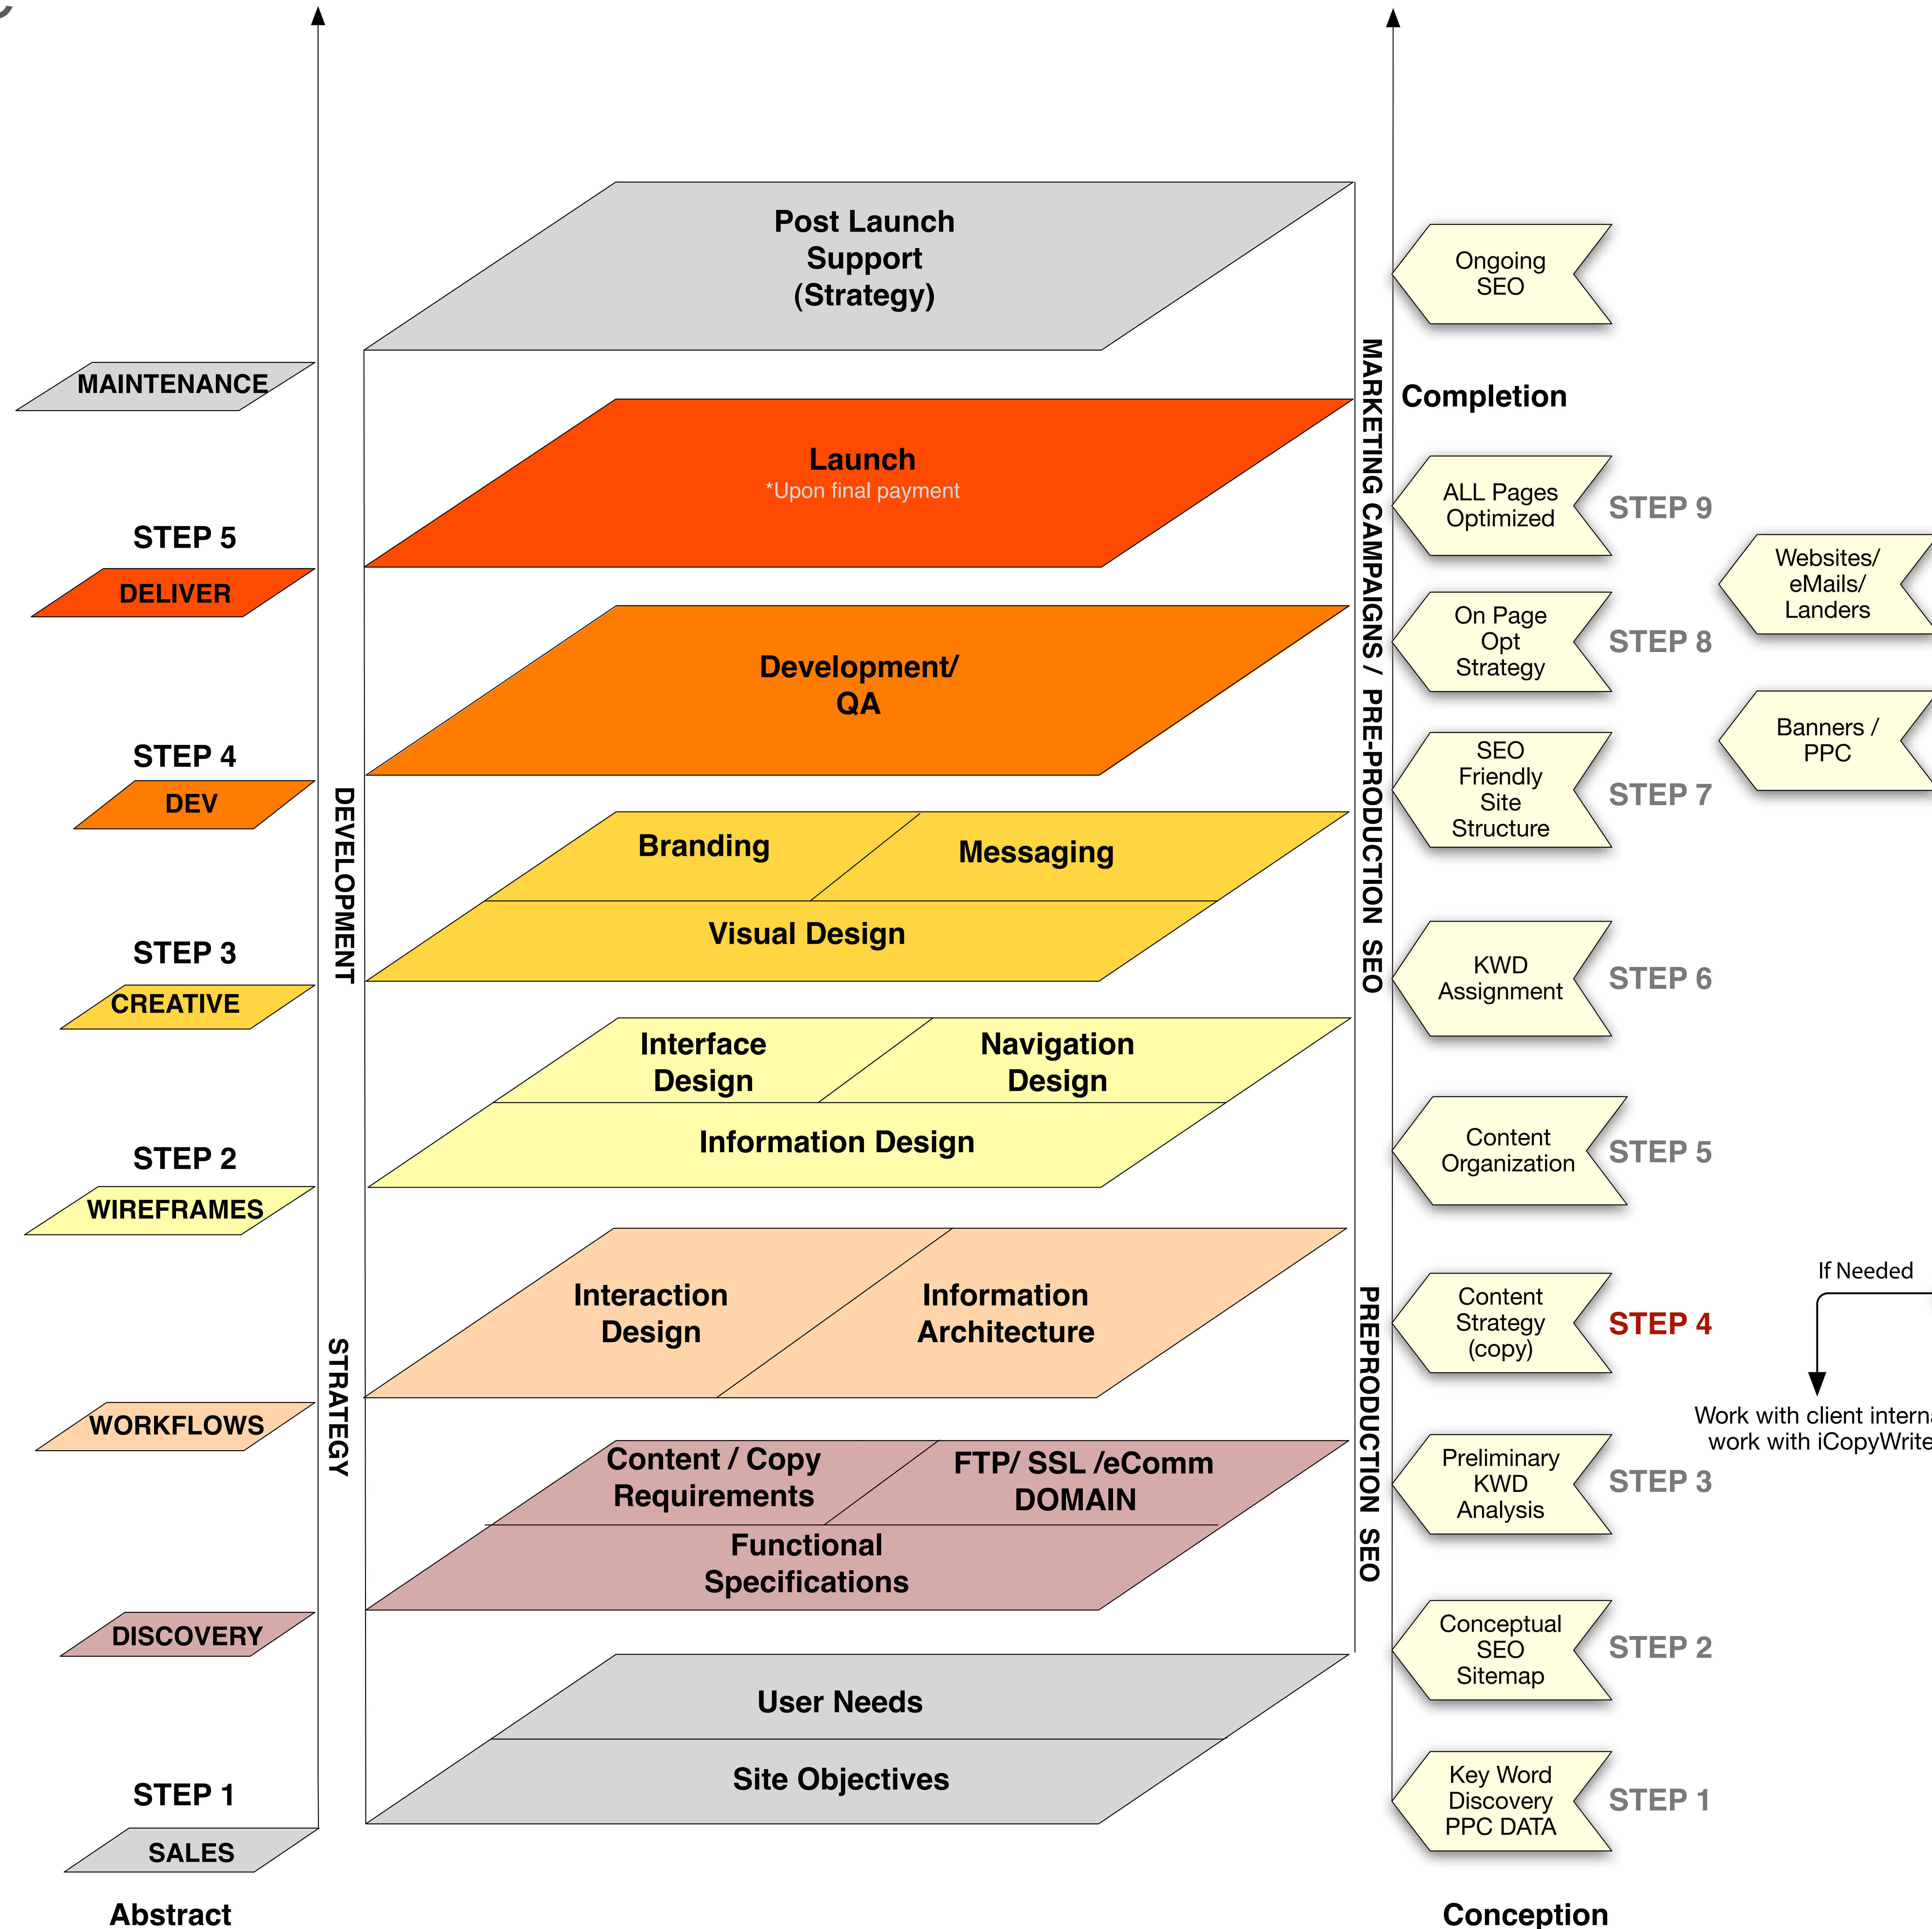 Post Launch
Support
(Strategy)
Ongoing
SEO
MAINTENANCE
Completion
Launch
*Upon final payment
ALL Pages
Optimized
STEP 9
STEP 5
DELIVER
Websites/
eMails/
Landers
On Page
Opt
Strategy
STEP 8
Development/
QA
Banners /
PPC
STEP 4
DEV
SEO
Friendly
Site
Structure
STEP 7
MARKETING CAMPAIGNS / PRE-PRODUCTION SEO
DEVELOPMENT
Branding
Messaging
Visual Design
STEP 3
CREATIVE
KWD
Assignment
STEP 6
Interface
Design
Navigation
Design
Information Design
STEP 2
WIREFRAMES
Content
Organization
STEP 5
Interaction
Design
Information
Architecture
If Needed
Content
Strategy
(copy)
STEP 4
STRATEGY
PREPRODUCTION SEO
WORKFLOWS
Work with client
work with
Content / Copy
Requirements
FTP/ SSL /eComm
DOMAIN
Functional
Specifications
Preliminary
KWD
Analysis
STEP 3
DISCOVERY
Conceptual
SEO
Sitemap
STEP 2
User Needs
Site Objectives
STEP 1
SALES
Key Word
Discovery
PPC DATA
STEP 1
Abstract
Conception